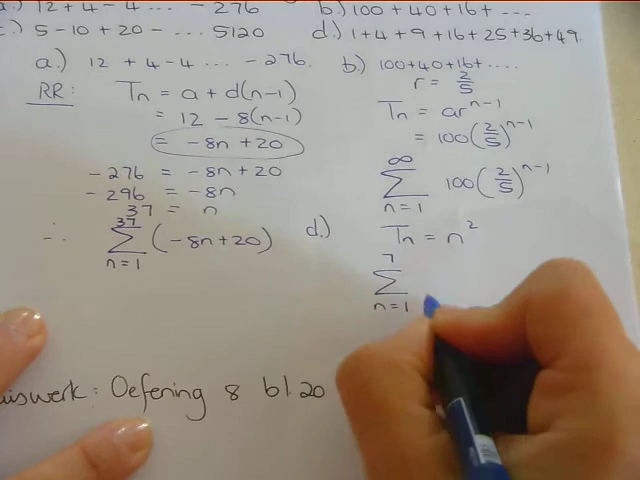 a.) 12 + 4 - 4 ... - 276
b.) 100 + 40 + 16 + ...
c.) 5 - 10 + 20 - ... 5120
d.) 1 + 4 + 9 + 16 + 25 + 36 + 49.
a.) 12 + 4 - 4 ... - 276.
RR: Tn = a + d(n-1)
= 12 - 8(n-1)
= -8n + 20
-276 = -8n + 20
-296 = -8n
37 = n
∴ 37 ∑ n=1 (-8n+20)
b.) 100+40+16+....
r = 2/5
Tn = ar^(n-1)
= 100(2/5)^(n-1)
∞ ∑ n=1 100(2/5)^(n-1)
d.) Tn = n²
7 ∑ n=1
Oefening 8 bl 20